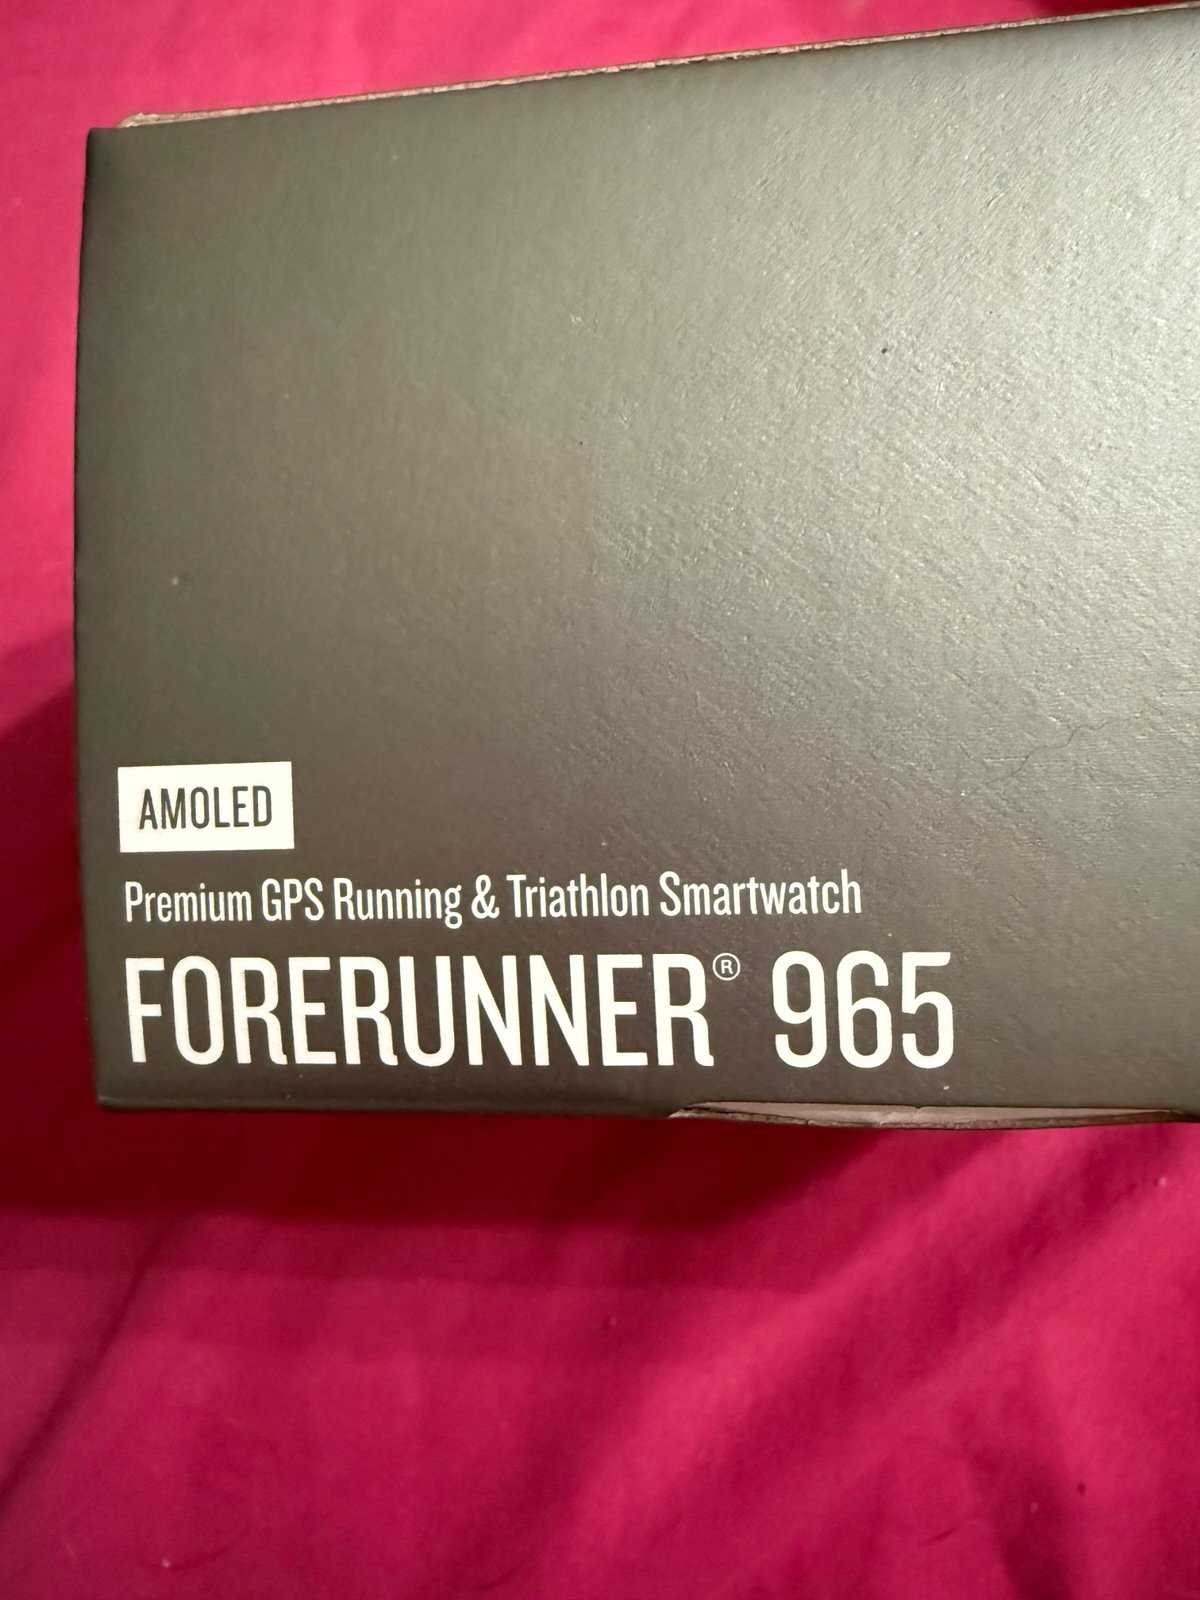 AMOLED
Premium GPS Running & Triathlon Smartwatch
FORERUNNER® 965